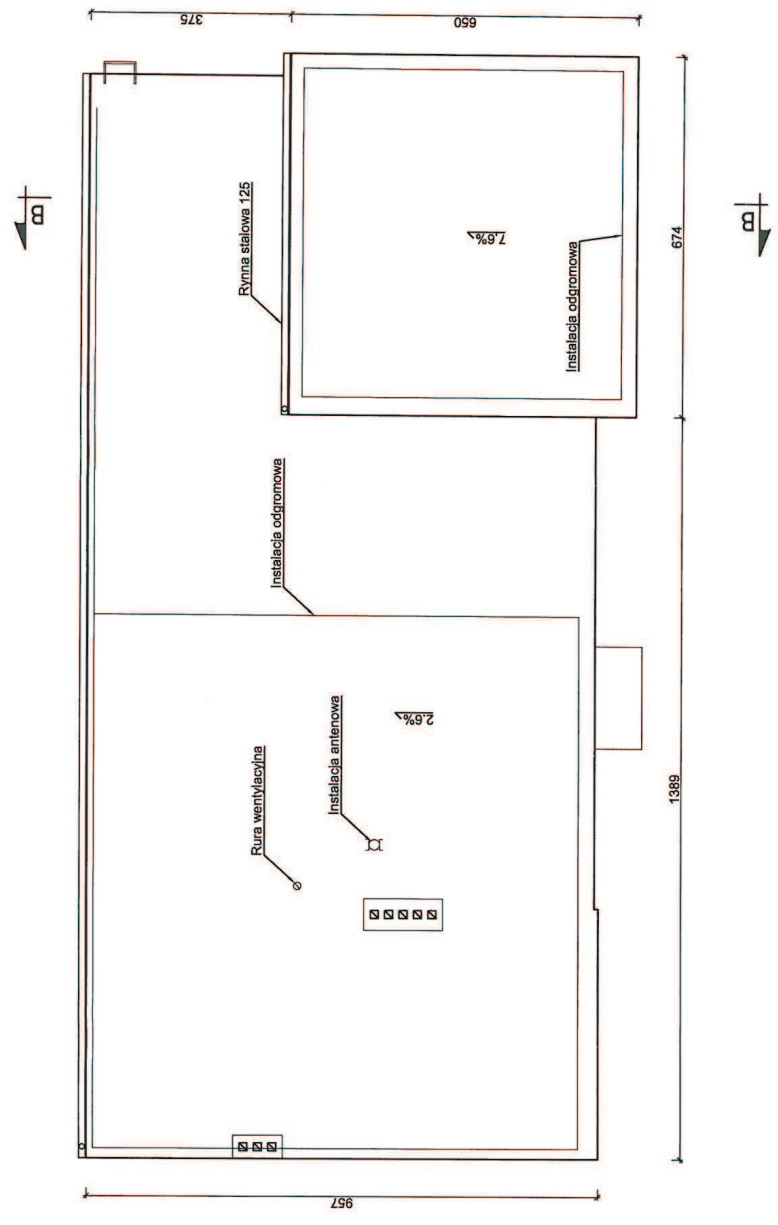 375
650
B
B
Rynna stalowa 125
7.6%
Instalacja odgromowa
674
Instalacja odgromowa
Rura wentylacyjna
Instalacja antenowa
2.6%
1389
957